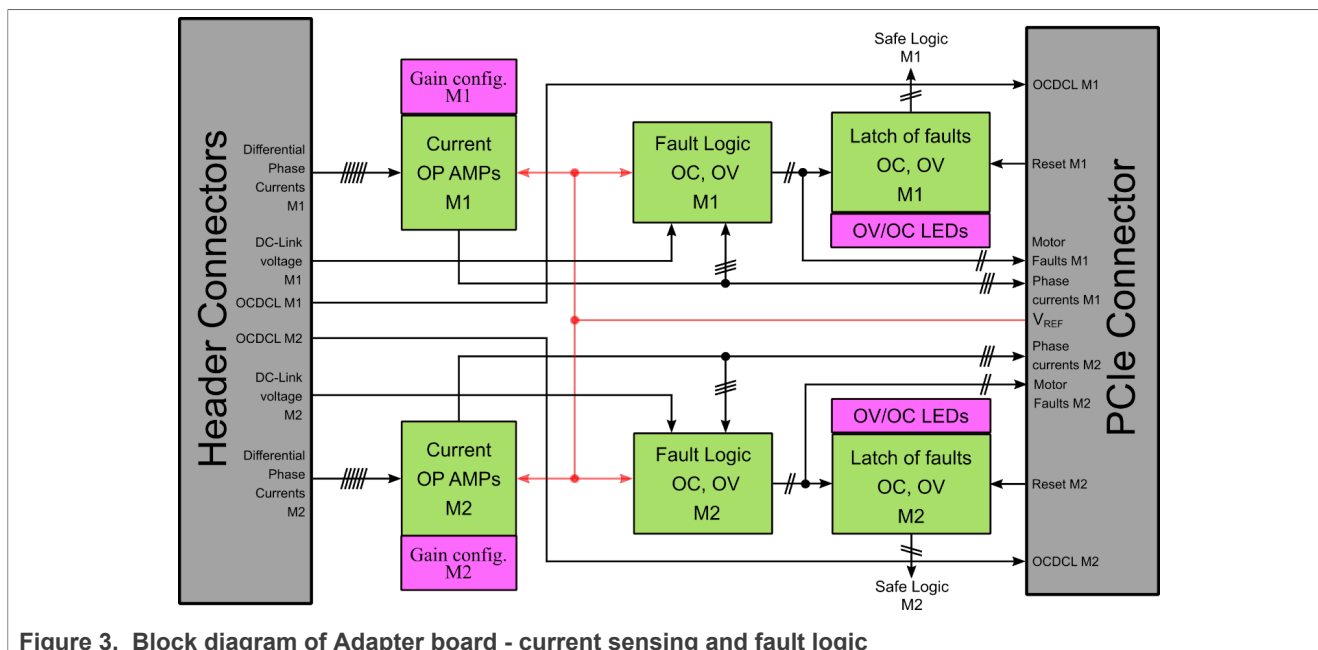 Header Connectors
Differential
Phase
Currents
M1
DC-Link
voltage
M1
OCDCL M1
OCDCL M2
DC-Link
voltage
M2
Differential
Phase
Currents
M2
Gain config.
M1
Current
OP AMPs
M1
Current
OP AMPs
M2
Gain config.
M2
Fault Logic
OC, OV
M1
Fault Logic
OC, OV
M2
Safe Logic
M1
Latch of faults
OC, OV
M1
OV/OC LEDs
OV/OC LEDs
Latch of faults
OC, OV
M2
Safe Logic
M2
OCDCL M1
Reset M1
Motor
Faults M1
Phase
currents M1
VREF
Phase
currents M2
Motor
Faults M2
Reset M2
OCDCL M2
PCIe Connector
Figure 3. Block diagram of Adapter board - current sensing and fault logic